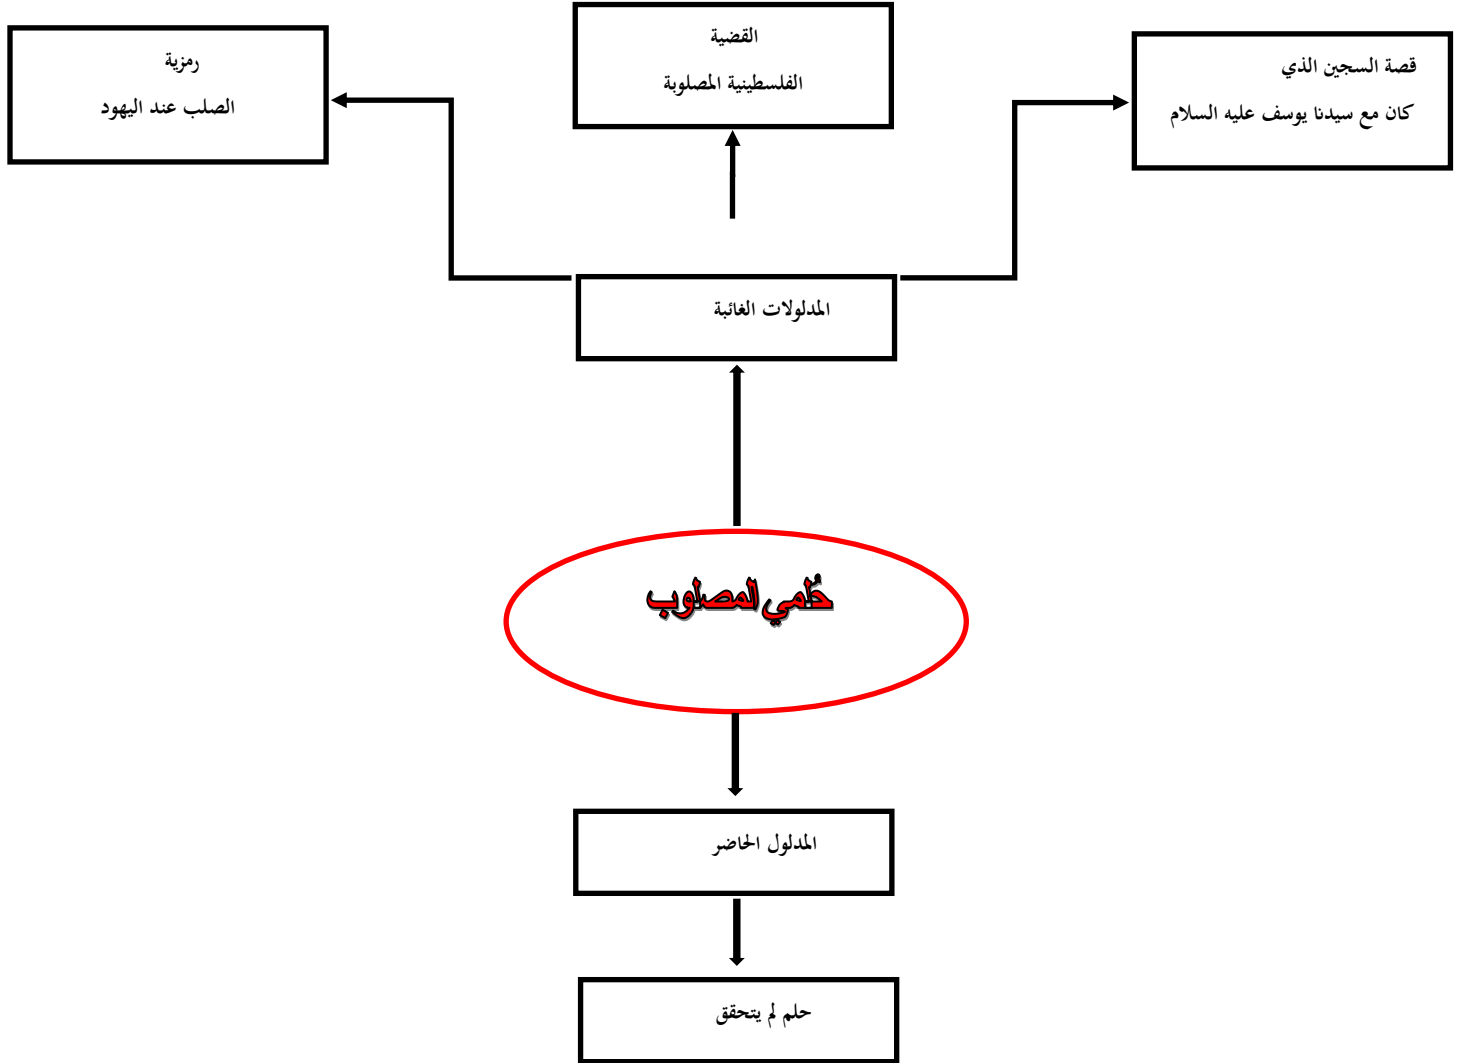 القضية
الفلسطينية المصلوبة
قصة السجين الذي
كان مع سيدنا يوسف عليه السلام
رمزية
الصلب عند اليهود
المدلولات الغائبة
حُلمي المصلوب
المدلول الحاضر
حلم لم يتحقق